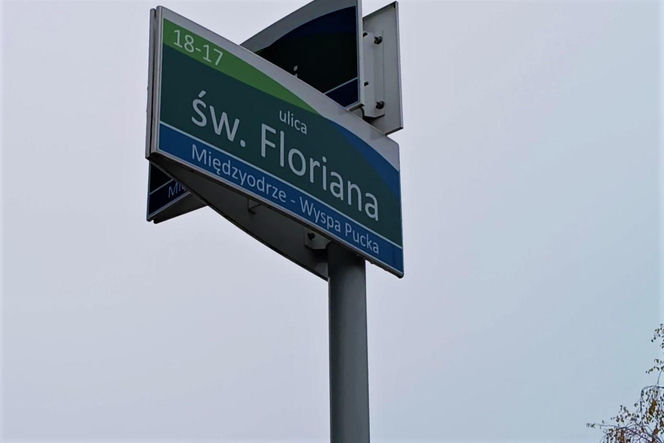 18-17
ulica
św. Floriana
Międzyodrze - Wyspa Pucka